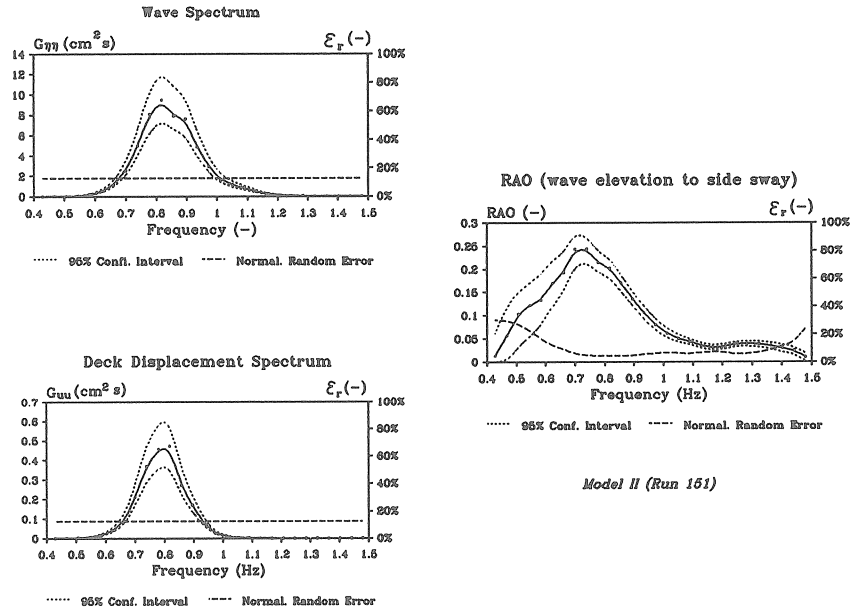 Wave Spectrum
Gηη (cm²s) Ɛr (-)
14 100%
12 80%
10
8 60%
6 40%
4
2 20%
0 0%
0.4 0.5 0.6 0.7 0.8 0.9 1 1.1 1.2 1.3 1.4 1.5
Frequency (-)
95% Confi. Interval Normal. Random Error
Deck Displacement Spectrum
Guu (cm² s) Ɛr (-)
0.7 100%
0.6 80%
0.5
0.4 60%
0.3 40%
0.2
0.1 20%
0 0%
0.4 0.5 0.6 0.7 0.8 0.9 1 1.1 1.2 1.3 1.4 1.5
Frequency (Hz)
95% Conf. Interval Normal. Random Error
RAO (wave elevation to side sway)
RAO (-) Ɛr (-)
0.3 100%
0.25 80%
0.2 60%
0.15
0.1 40%
0.05 20%
0 0%
0.4 0.5 0.6 0.7 0.8 0.9 1 1.1 1.2 1.3 1.4 1.5
Frequency (Hz)
95% Conf. Interval Normal. Random Error
Model II (Run 151)